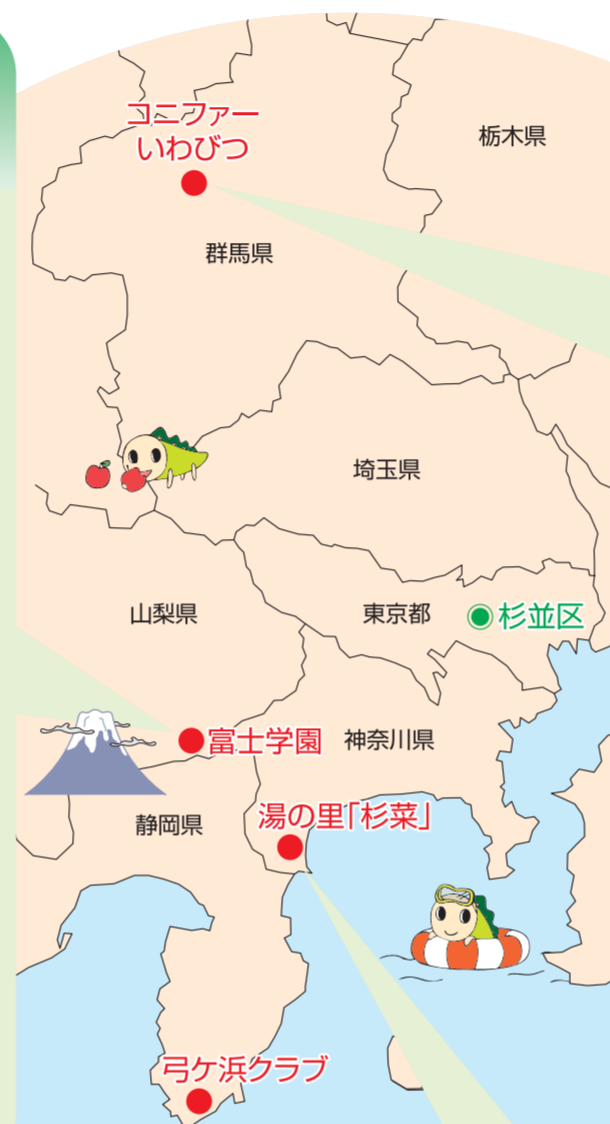 コニファー
いわびつ
栃木県
群馬県
埼玉県
山梨県
東京都
杉並区
富士学園
神奈川県
湯の里「杉菜」
静岡県
弓ケ浜クラブ